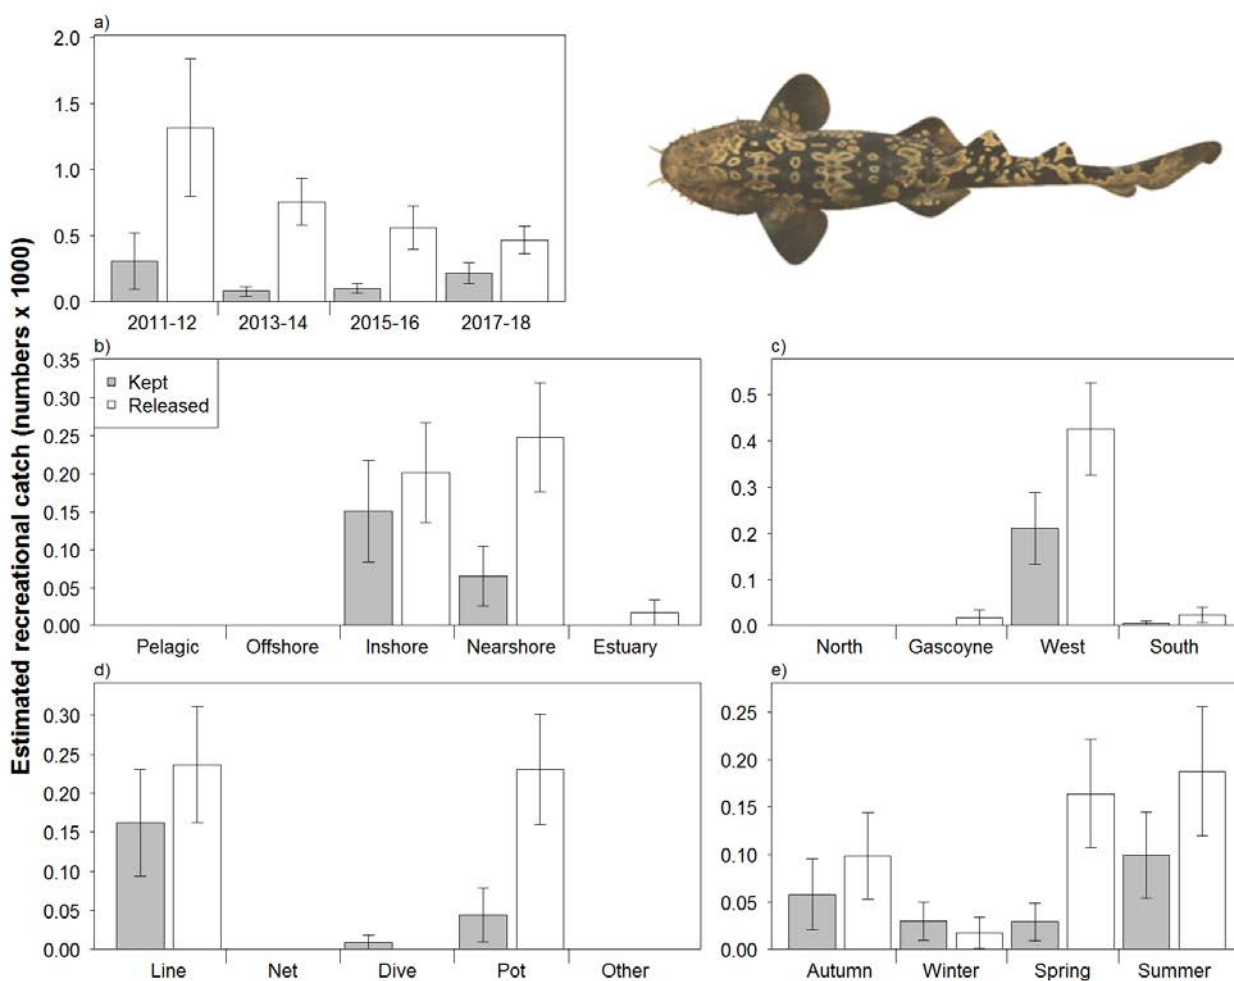 Estimated recreational catch (numbers x 1000)
a)
2.0
1.5
1.0
0.5
0.0
2011-12 2013-14 2015-16 2017-18
b)
0.35
0.30
0.25
0.20
0.15
0.10
0.05
0.00
Kept
Released
Pelagic Offshore Inshore Nearshore Estuary
c)
0.5
0.4
0.3
0.2
0.1
0.0
North Gascoyne West South
d)
0.30
0.25
0.20
0.15
0.10
0.05
0.00
Line Net Dive Pot Other
e)
0.25
0.20
0.15
0.10
0.05
0.00
Autumn Winter Spring Summer